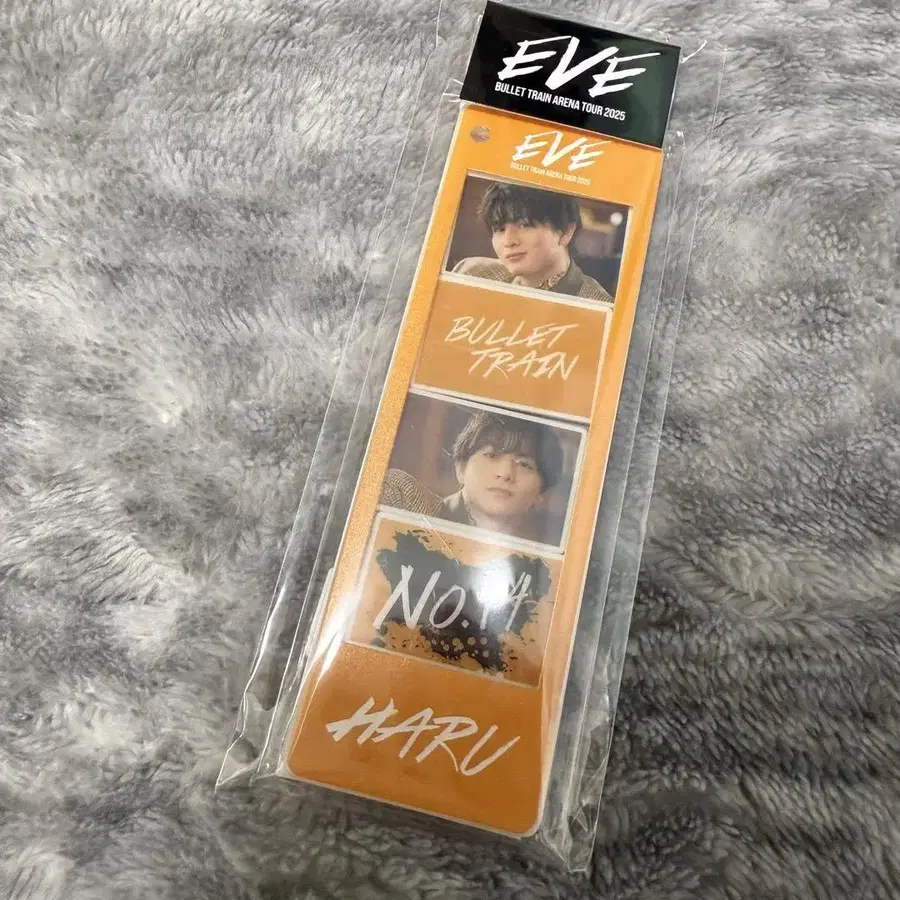 EVE
BULLET TRAIN ARENA TOUR 2025
EVE
BULLET TRAIN ARENA TOUR 2025
BULLET
TRAIN
No.14
HARU